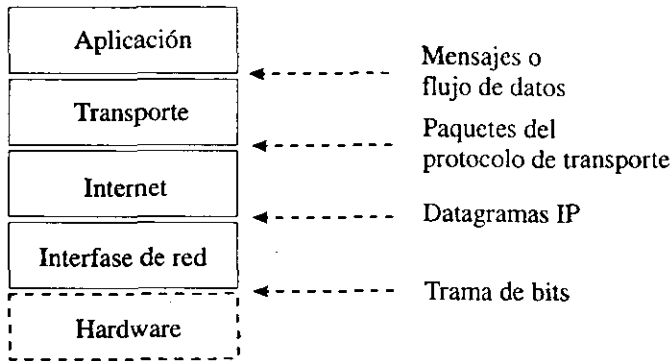 Aplicación
Mensajes o
flujo de datos
Transporte
Paquetes del
protocolo de transporte
Internet
Datagramas IP
Interfase de red
Trama de bits
Hardware